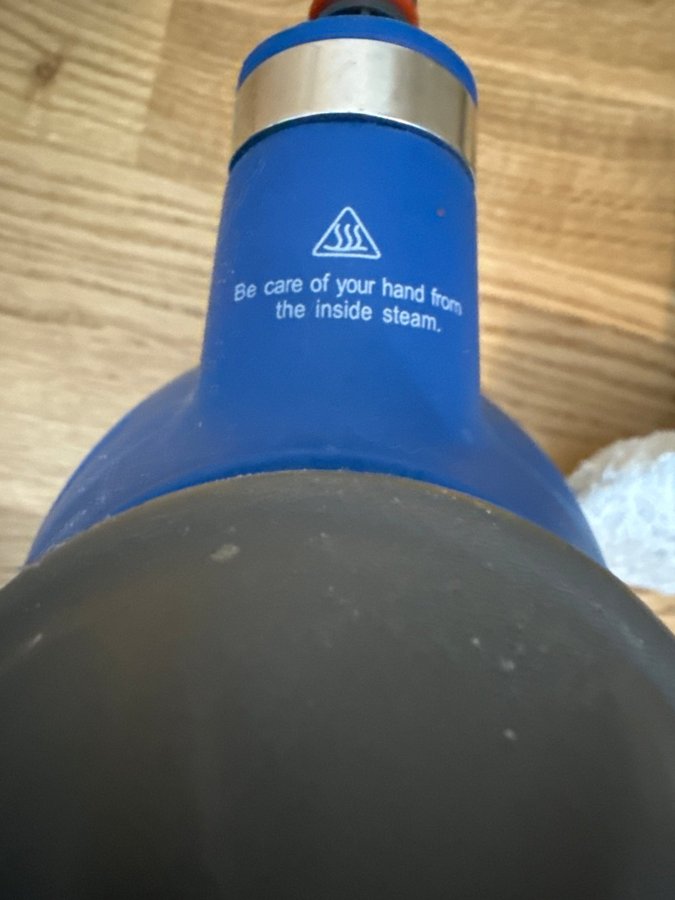 Be care of your hand from
the inside steam.